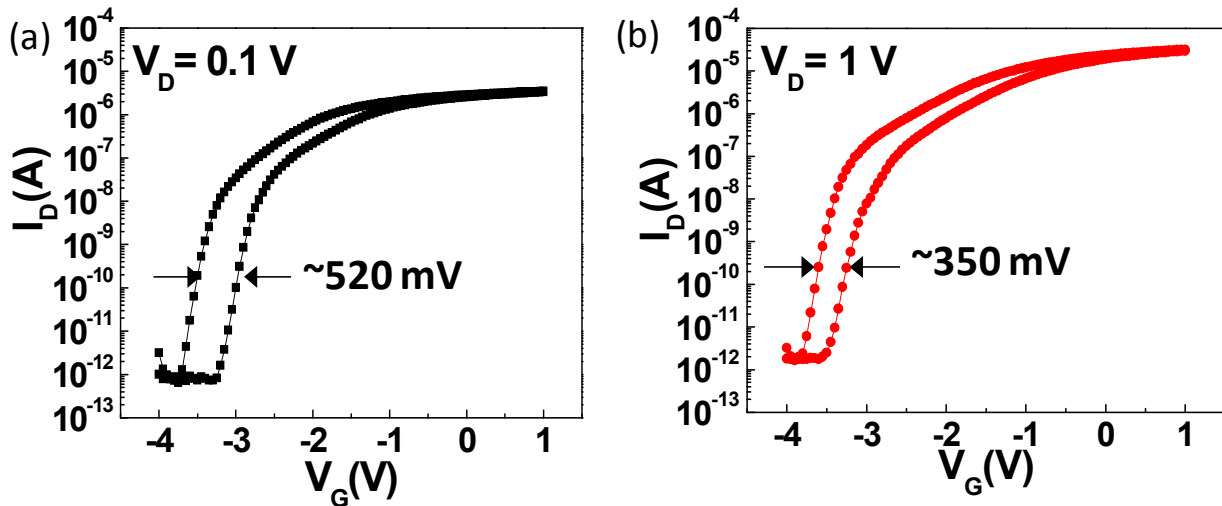 (a)
V_D = 0.1 V
I_D(A)
10^-4
10^-5
10^-6
10^-7
10^-8
10^-9
10^-10
10^-11
10^-12
10^-13
~520 mV
-4 -3 -2 -1 0 1
V_G(V)
(b)
V_D = 1 V
I_D(A)
10^-4
10^-5
10^-6
10^-7
10^-8
10^-9
10^-10
10^-11
10^-12
10^-13
~350 mV
-4 -3 -2 -1 0 1
V_G(V)